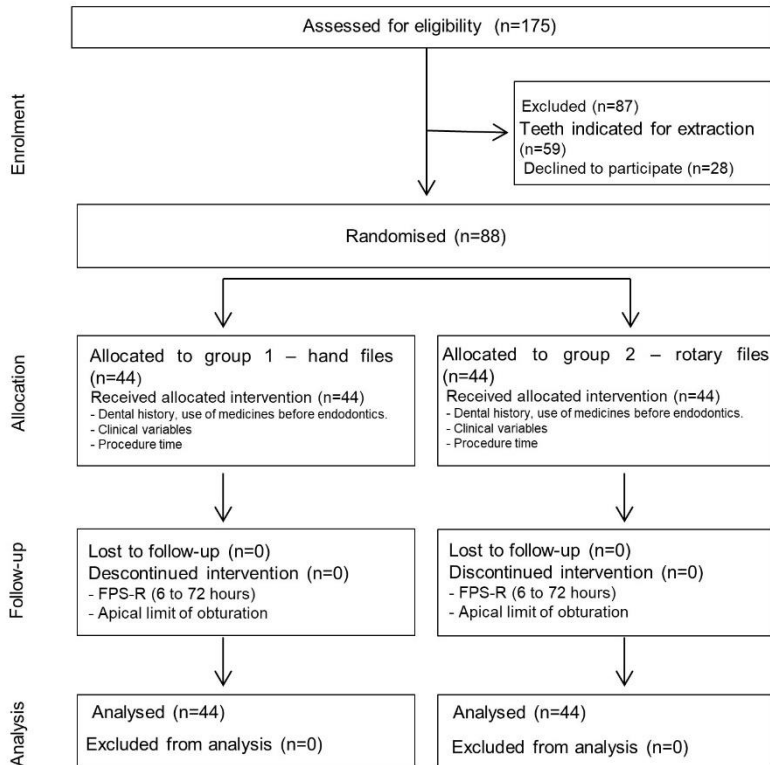 Assessed for eligibility (n=175)
Enrolment
Excluded (n=87)
Teeth indicated for extraction
(n=59)
Declined to participate (n=28)
Randomised (n=88)
Allocation
Allocated to group 1 – hand files
(n=44)
Received allocated intervention (n=44)
- Dental history, use of medicines before endodontics.
- Clinical variables
- Procedure time
Allocated to group 2 – rotary files
(n=44)
Received allocated intervention (n=44)
- Dental history, use of medicines before endodontics.
- Clinical variables
- Procedure time
Follow-up
Lost to follow-up (n=0)
Descontinued intervention (n=0)
- FPS-R (6 to 72 hours)
- Apical limit of obturation
Lost to follow-up (n=0)
Discontinued intervention (n=0)
- FPS-R (6 to 72 hours)
- Apical limit of obturation
Analysis
Analysed (n=44)
Excluded from analysis (n=0)
Analysed (n=44)
Excluded from analysis (n=0)